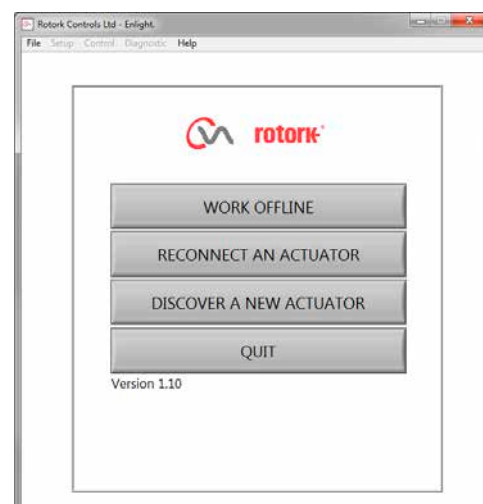 Rotork Controls Ltd - Enlight.
File Setup Control Diagnostic Help
rotork
WORK OFFLINE
RECONNECT AN ACTUATOR
DISCOVER A NEW ACTUATOR
QUIT
Version 1.10